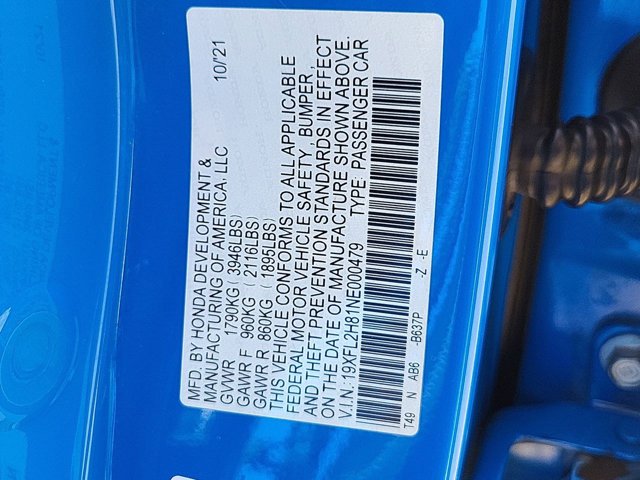 MFD. BY HONDA DEVELOPMENT &
MANUFACTURING OF AMERICA, LLC 10/'21
GVWR 1790KG ( 3946LBS)
GAWR F 960KG ( 2116LBS)
GAWR R 860KG ( 1895LBS)
THIS VEHICLE CONFORMS TO ALL APPLICABLE
FEDERAL MOTOR VEHICLE SAFETY, BUMPER,
AND THEFT PREVENTION STANDARDS IN EFFECT
ON THE DATE OF MANUFACTURE SHOWN ABOVE.
V.I.N: 19XFL2H81NE000479 TYPE: PASSENGER CAR
T49 N AB6 -B637P -Z -E